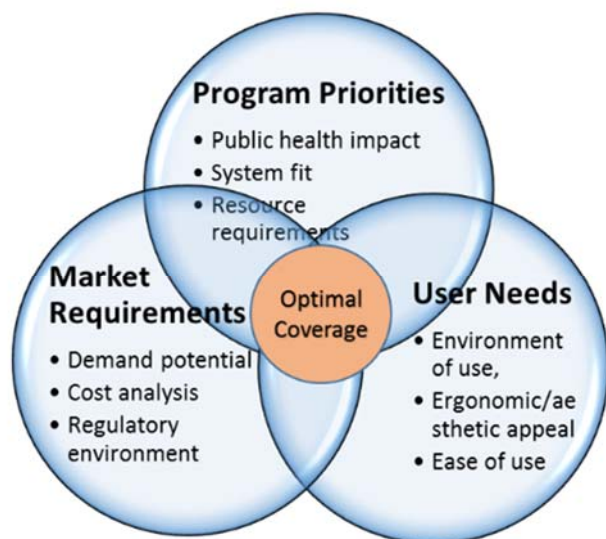 Program Priorities
• Public health impact
• System fit
• Resource
requirements
Market
Requirements
• Demand potential
• Cost analysis
• Regulatory
environment
Optimal
Coverage
User Needs
• Environment
of use,
• Ergonomic/ae
sthetic appeal
• Ease of use